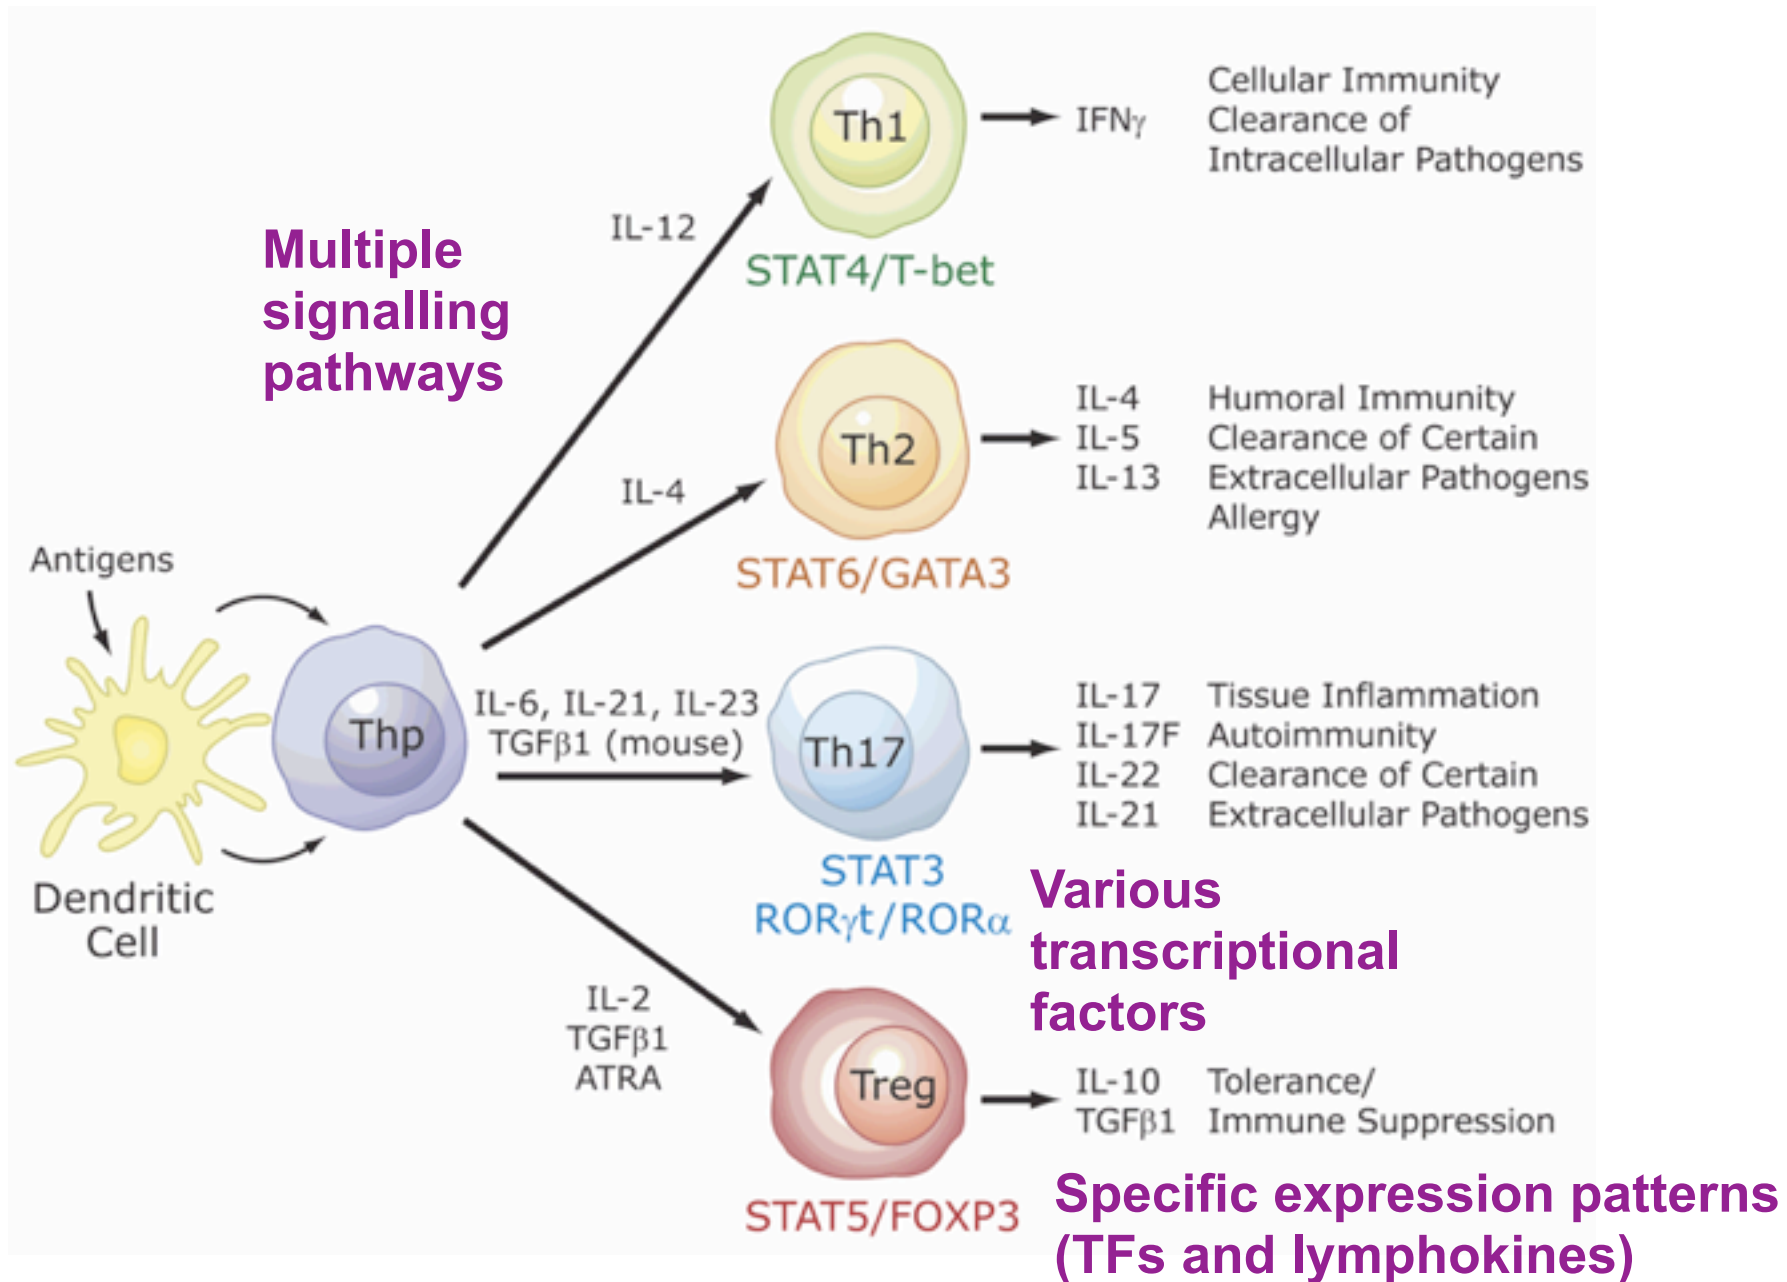 Multiple
signalling
pathways
Antigens
Dendritic
Cell
Thp
IL-12
Th1
STAT4/T-bet
IFNγ
Cellular Immunity
Clearance of
Intracellular Pathogens
IL-4
Th2
STAT6/GATA3
IL-4 Humoral Immunity
IL-5 Clearance of Certain
IL-13 Extracellular Pathogens
Allergy
IL-6, IL-21, IL-23
TGFβ1 (mouse)
Th17
STAT3
RORγt/RORα
IL-17 Tissue Inflammation
IL-17F Autoimmunity
IL-22 Clearance of Certain
IL-21 Extracellular Pathogens
Various
transcriptional
factors
IL-2
TGFβ1
ATRA
Treg
STAT5/FOXP3
IL-10 Tolerance/
TGFβ1 Immune Suppression
Specific expression patterns
(TFs and lymphokines)